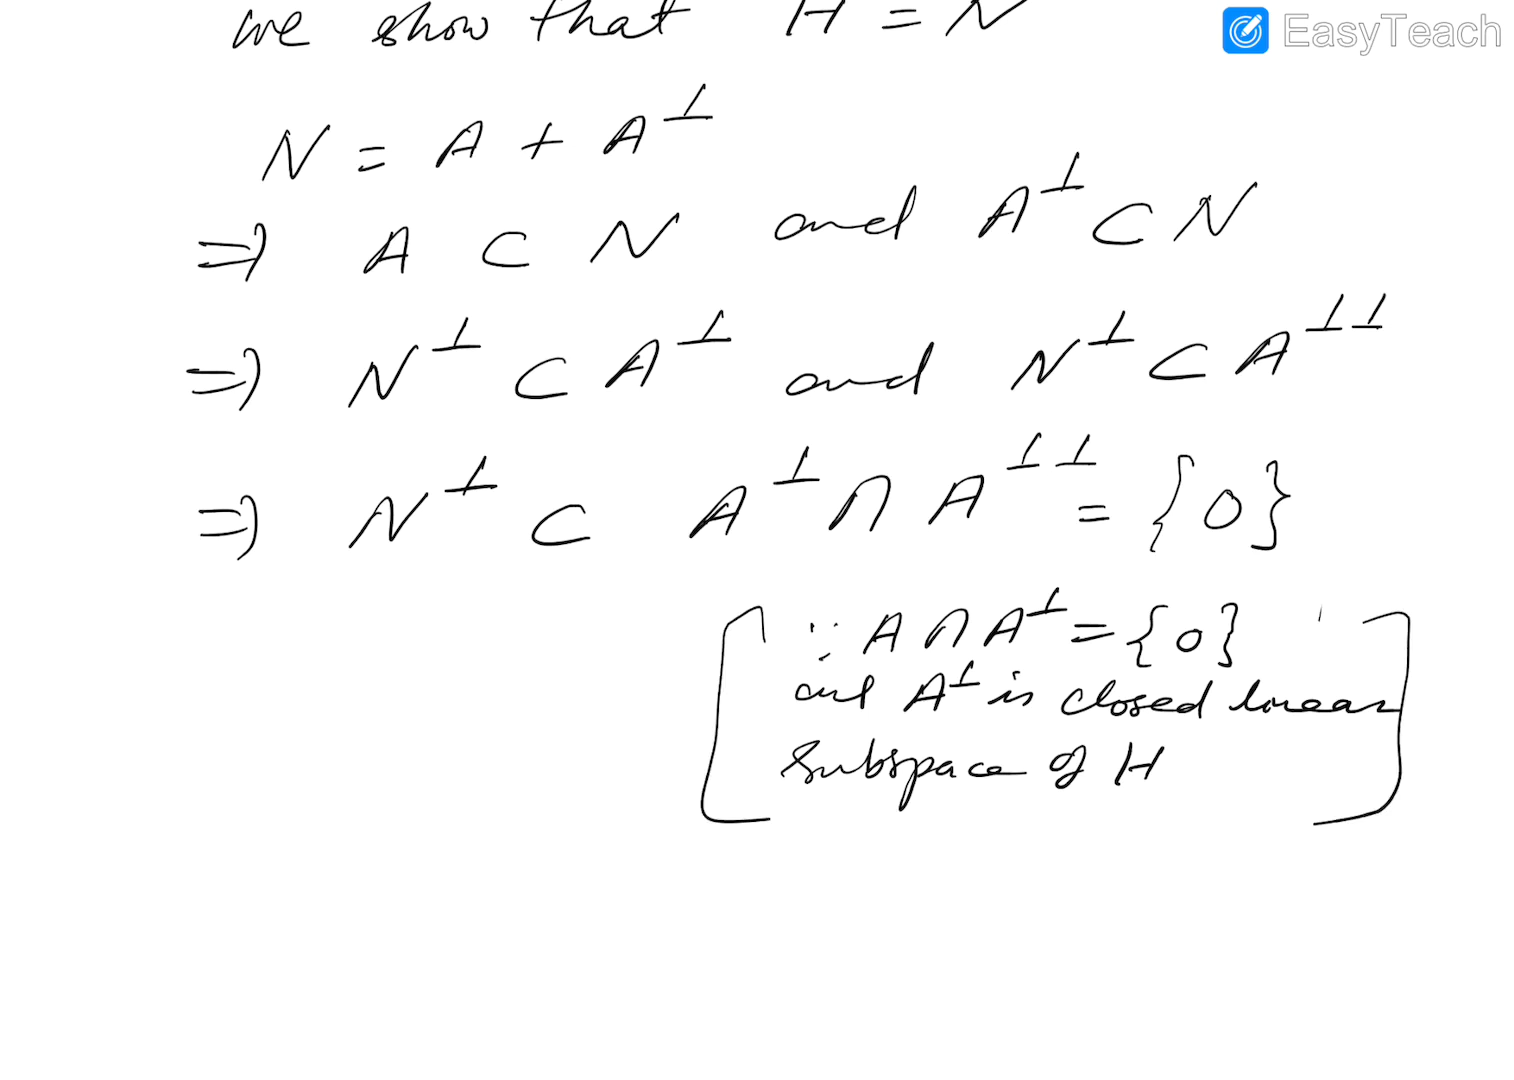 we show that H = N
EasyTeach
N = A + A⊥
⇒ A ⊂ N and A⊥ ⊂ N
⇒ N⊥ ⊂ A⊥ and N⊥ ⊂ A⊥⊥
⇒ N⊥ ⊂ A⊥ ∩ A⊥⊥ = {0}
[∵ A ∩ A⊥ = {0}
and A⊥ is closed linear
subspace of H]